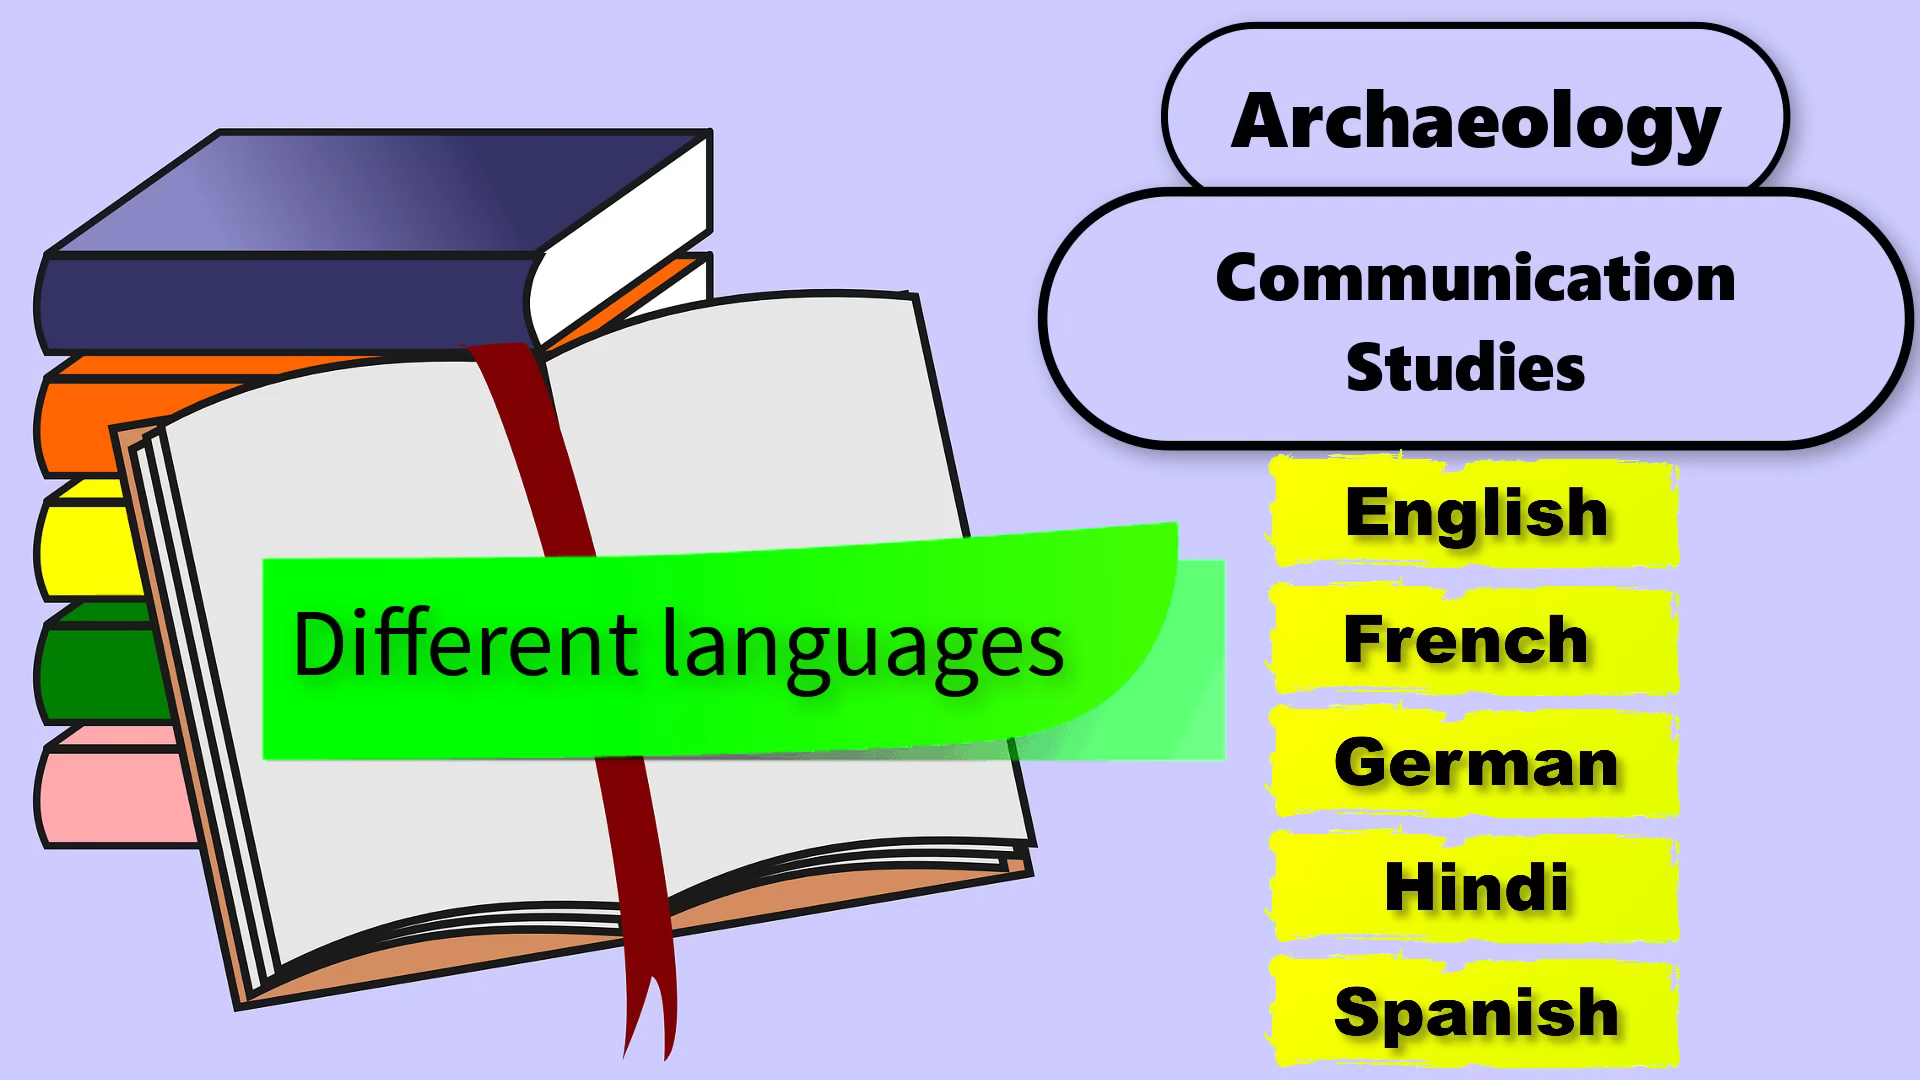 Archaeology
Communication
Studies
Different languages
English
French
German
Hindi
Spanish